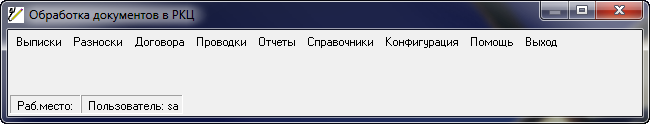 Обработка документов в РКЦ
Выписки Разноски Договора Проводки Отчеты Справочники Конфигурация Помощь Выход
Раб.место: Пользователь: sa